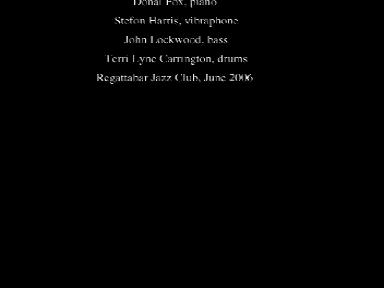 Donal Fox, piano
Stefon Harris, vibraphone
John Lockwood, bass
Terri Lyne Carrington, drums
Regattabar Jazz Club, June 2006